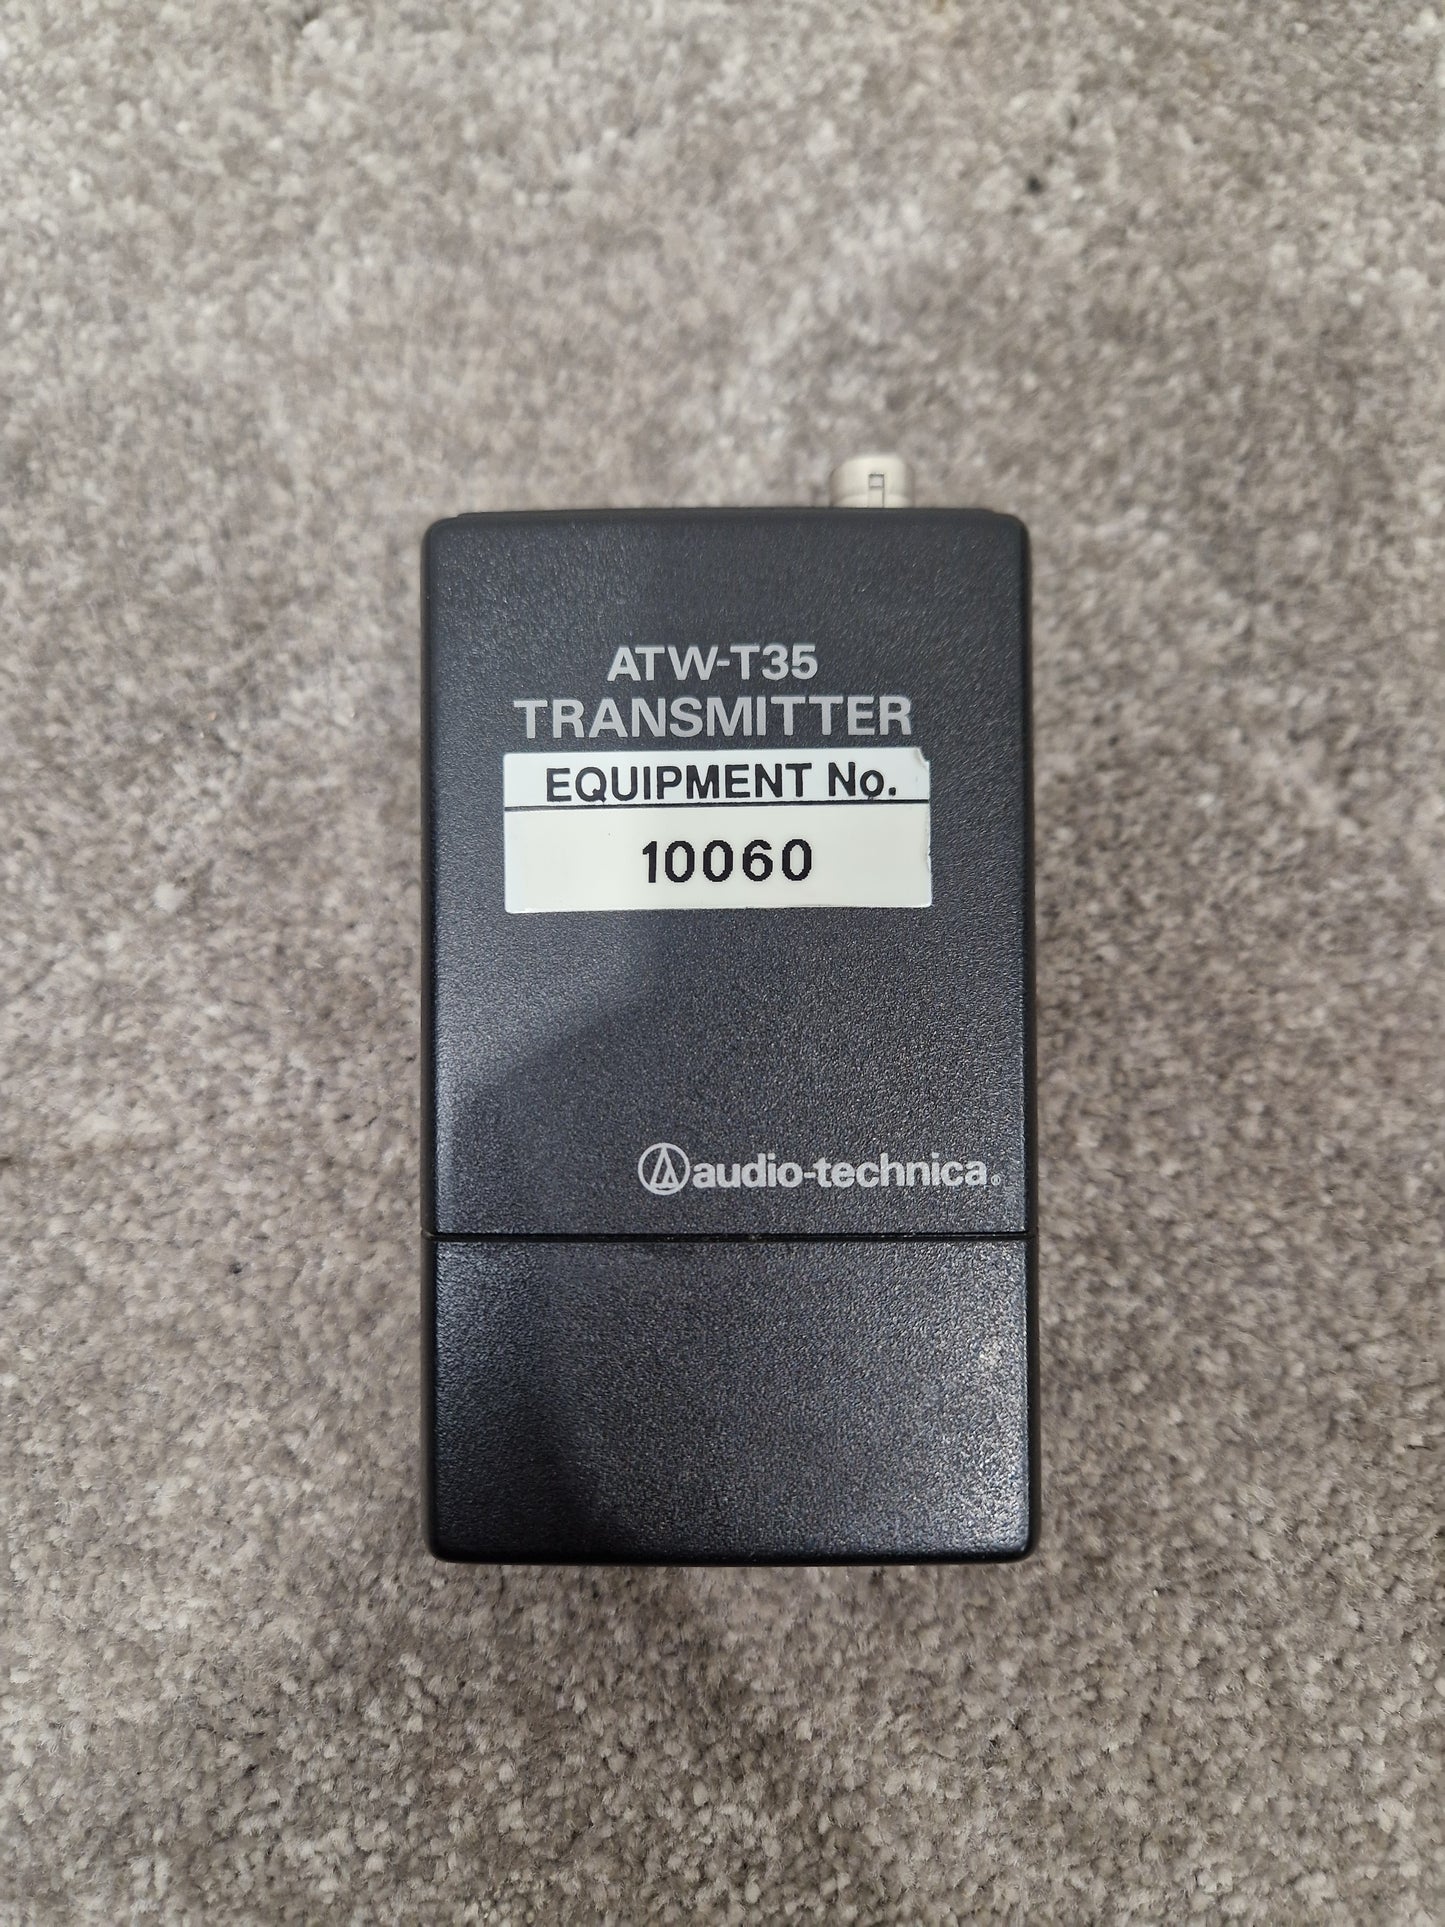 ATW-T35
TRANSMITTER
EQUIPMENT No.
10060
audio-technica®